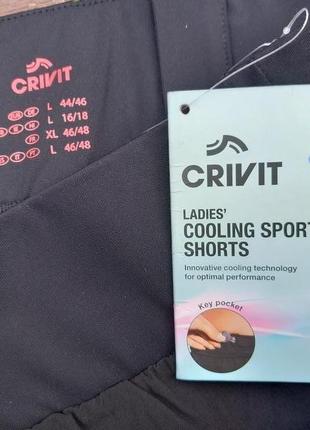 CRIVIT
L 44/46
L 16/18
XL 46/48
L 46/48
CRIVIT
LADIES'
COOLING SPORT
SHORTS
Innovative cooling technology
for optimal performance
Key pocket